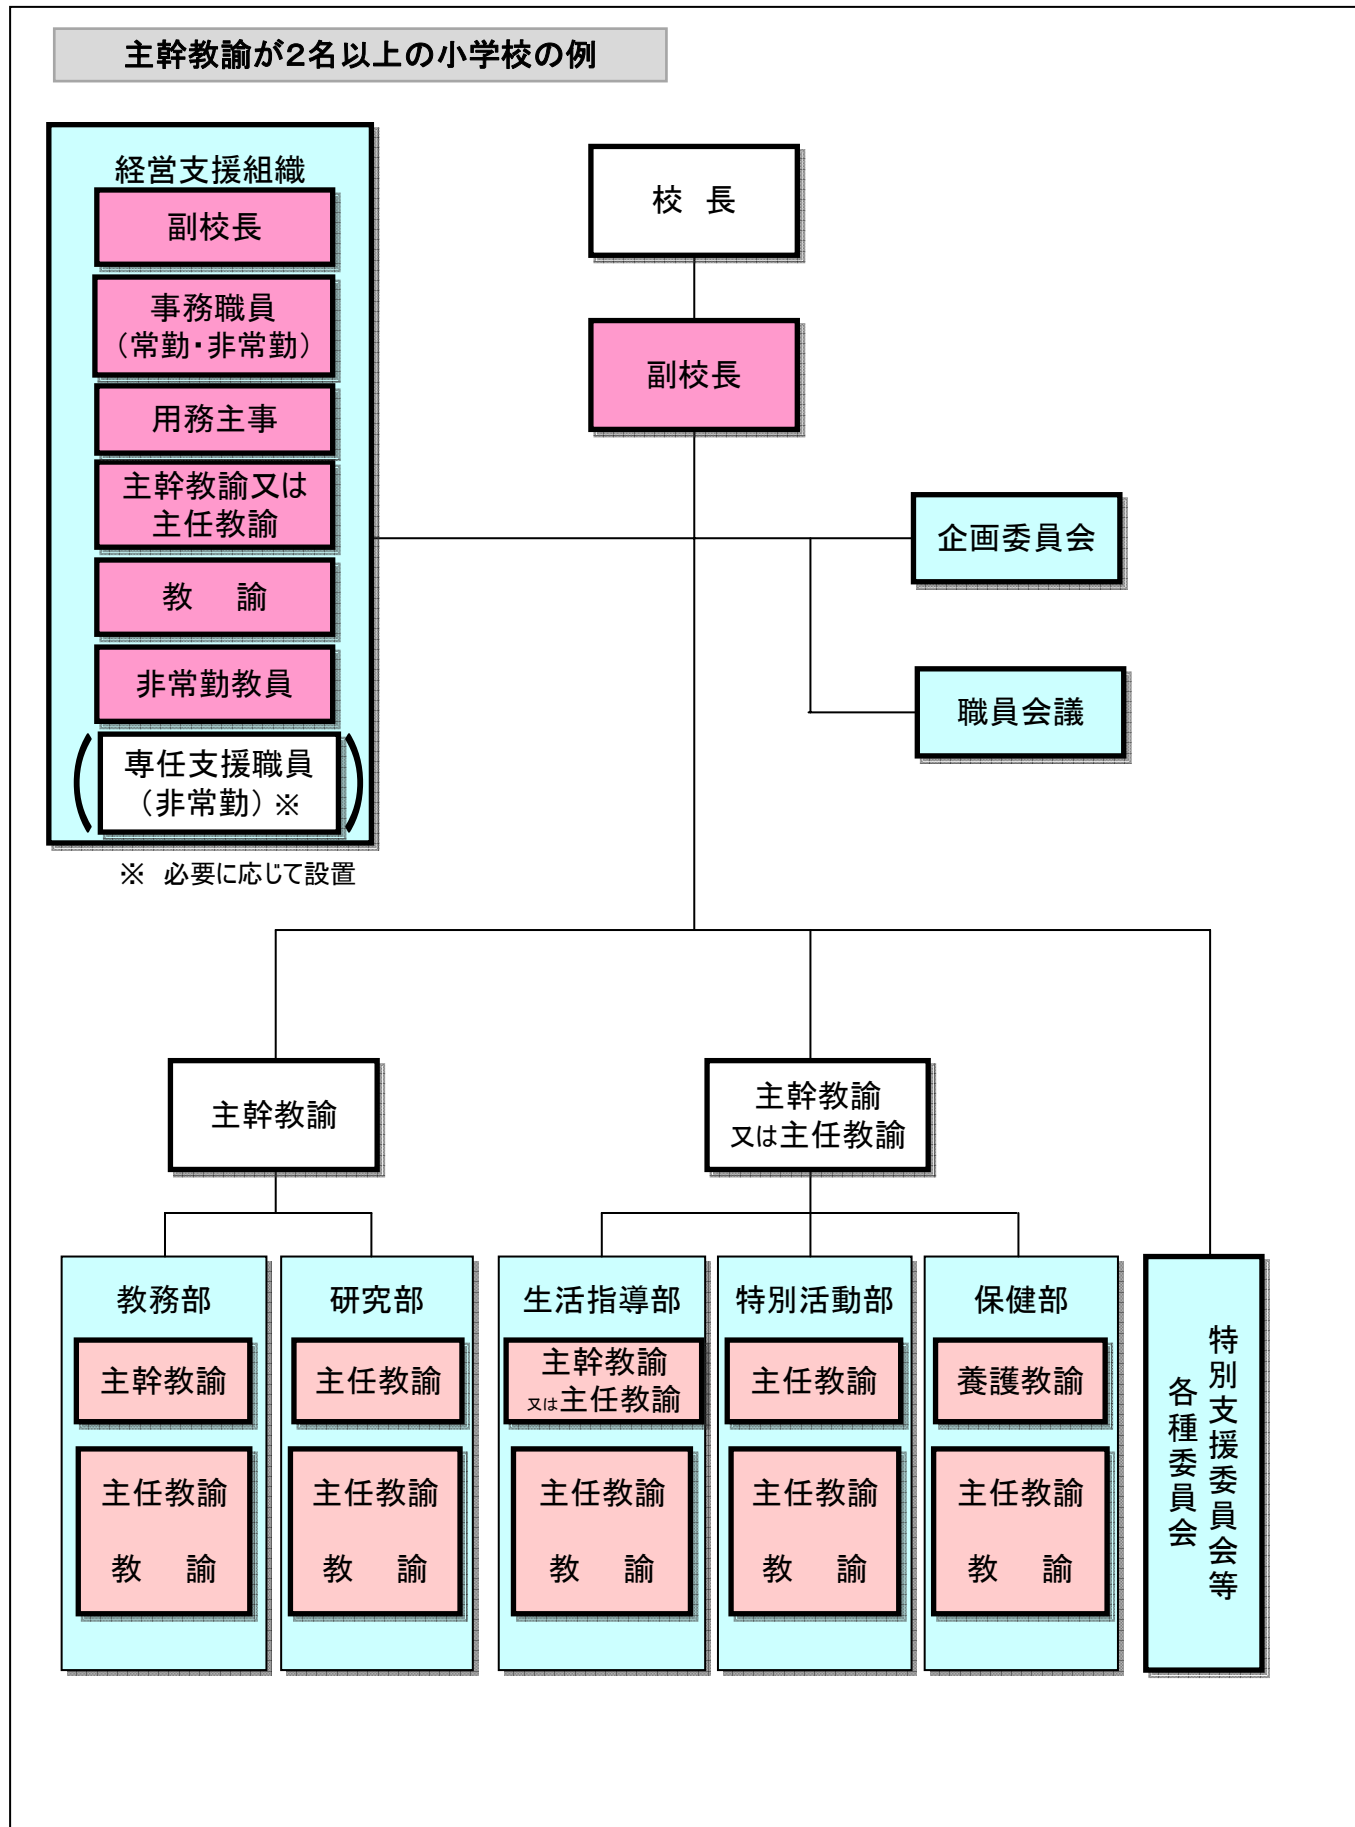 主幹教諭が2名以上の小学校の例
経営支援組織
副校長
事務職員
（常勤・非常勤）
用務主事
主幹教諭又は
主任教諭
教　諭
非常勤教員
専任支援職員
（非常勤）※
※　必要に応じて設置
校　長
副校長
企画委員会
職員会議
主幹教諭
主幹教諭
又は主任教諭
教務部
主幹教諭
主任教諭
教　諭
研究部
主任教諭
主任教諭
教　諭
生活指導部
主幹教諭
又は主任教諭
主任教諭
教　諭
特別活動部
主任教諭
主任教諭
教　諭
保健部
養護教諭
主任教諭
教　諭
特別支援委員会等
各種委員会